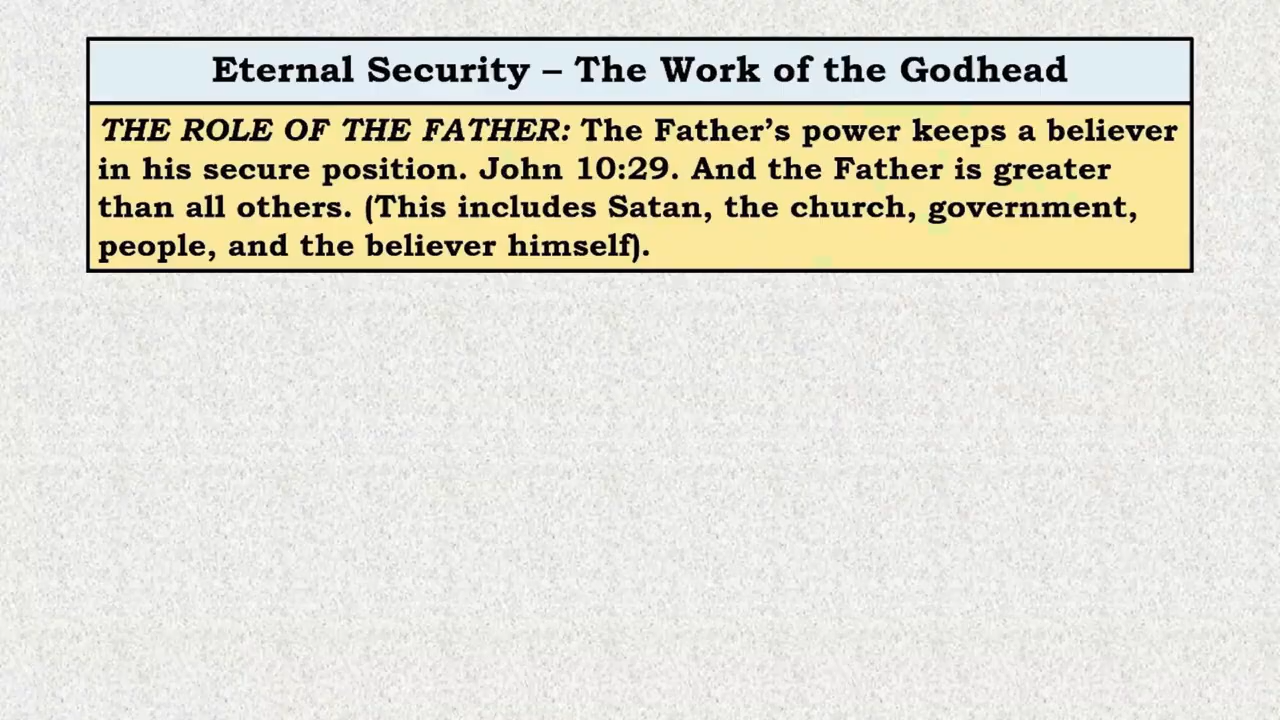 Eternal Security – The Work of the Godhead
THE ROLE OF THE FATHER: The Father’s power keeps a believer
in his secure position. John 10:29. And the Father is greater
than all others. (This includes Satan, the church, government,
people, and the believer himself).